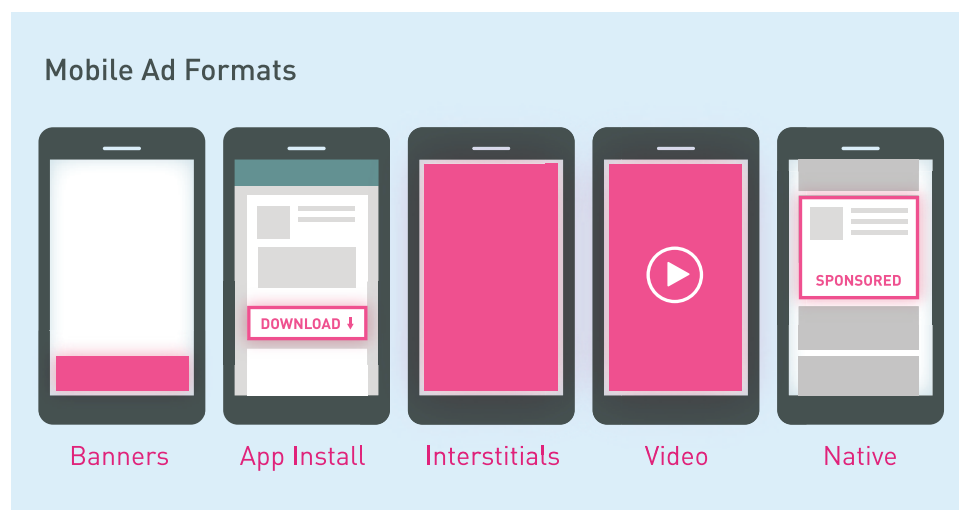 Mobile Ad Formats
DOWNLOAD
SPONSORED
Banners
App Install
Interstitials
Video
Native